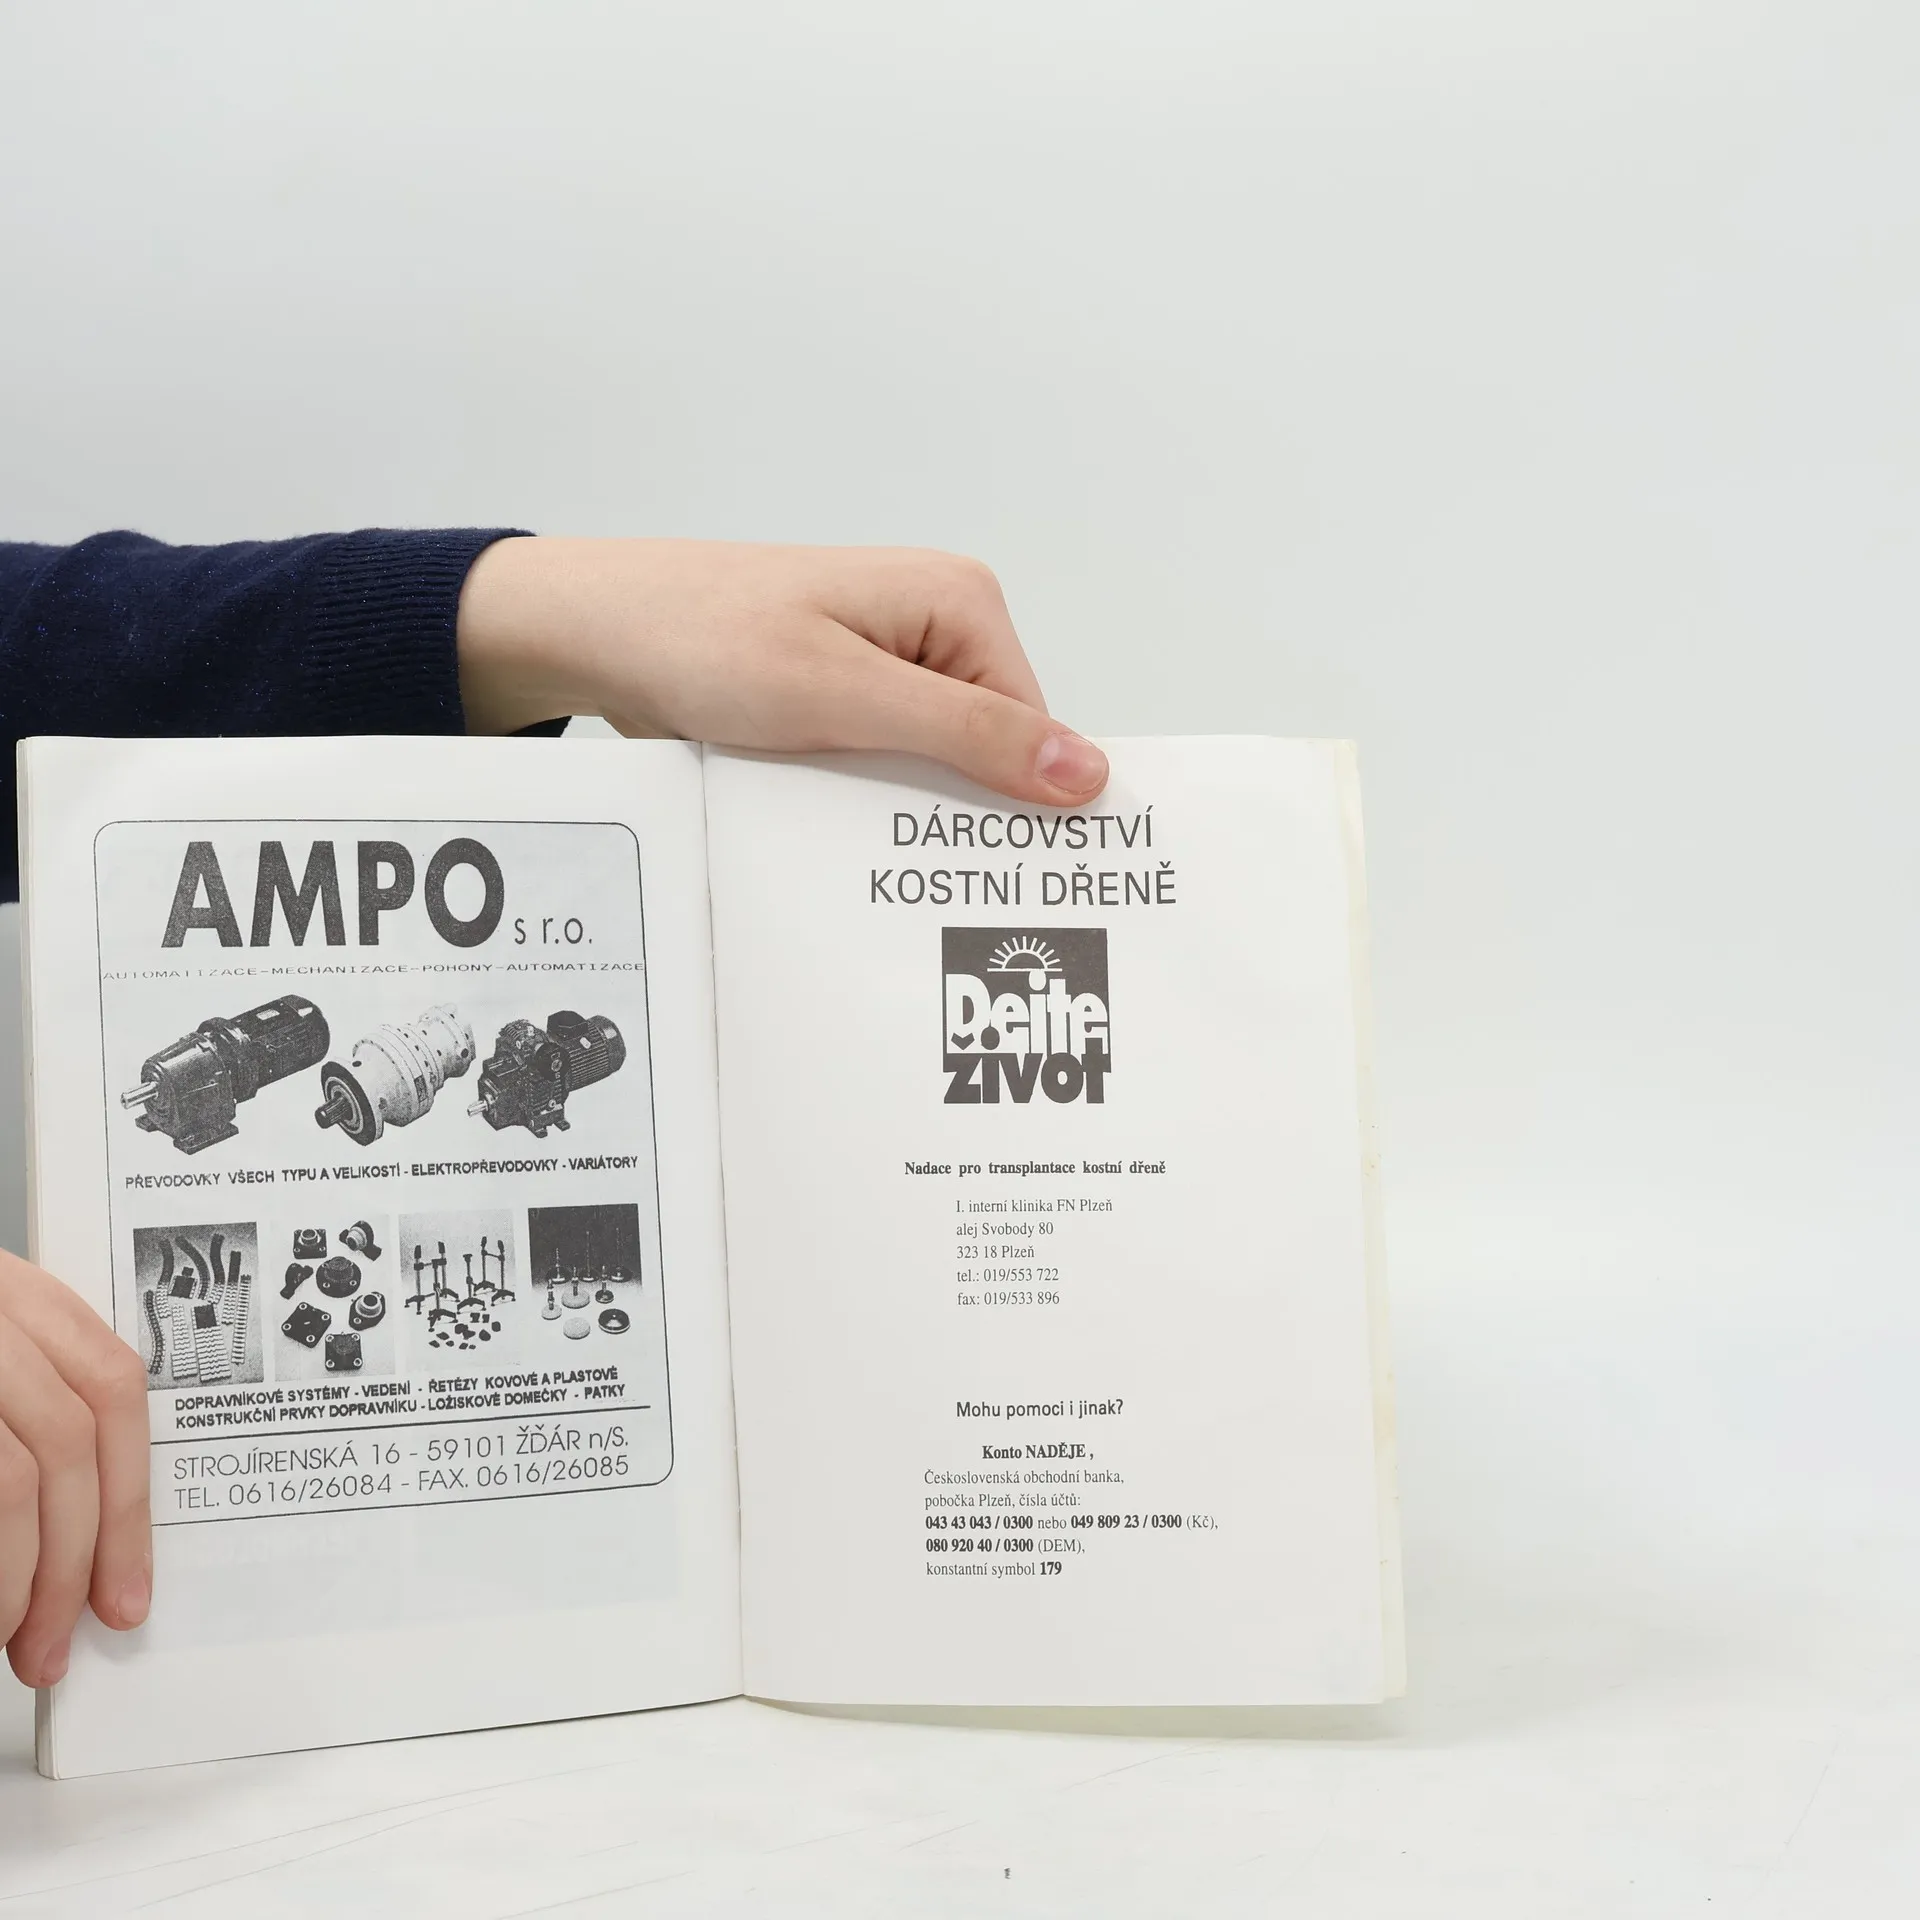 AMPO s r.o.
AUTOMATIZACE-MECHANIZACE-POHONY-AUTOMATIZACE
PŘEVODOVKY VŠECH TYPU A VELIKOSTÍ - ELEKTROPŘEVODOVKY - VARIÁTORY
DOPRAVNÍKOVÉ SYSTÉMY - VEDENÍ - ŘETĚZY KOVOVÉ A PLASTOVÉ
KONSTRUKČNÍ PRVKY DOPRAVNÍKU - LOŽISKOVÉ DOMEČKY - PATKY
STROJÍRENSKÁ 16 - 59101 ŽĎÁR n/S.
TEL. 0616/26084 - FAX. 0616/26085
DÁRCOVSTVÍ
KOSTNÍ DŘENĚ
Dejte
život
Nadace pro transplantace kostní dřeně
I. interní klinika FN Plzeň
alej Svobody 80
323 18 Plzeň
tel.: 019/553 722
fax: 019/533 896
Mohu pomoci i jinak?
Konto NADĚJE ,
Československá obchodní banka,
pobočka Plzeň, čísla účtů:
043 43 043 / 0300 nebo 049 809 23 / 0300 (Kč),
080 920 40 / 0300 (DEM),
konstantní symbol 179